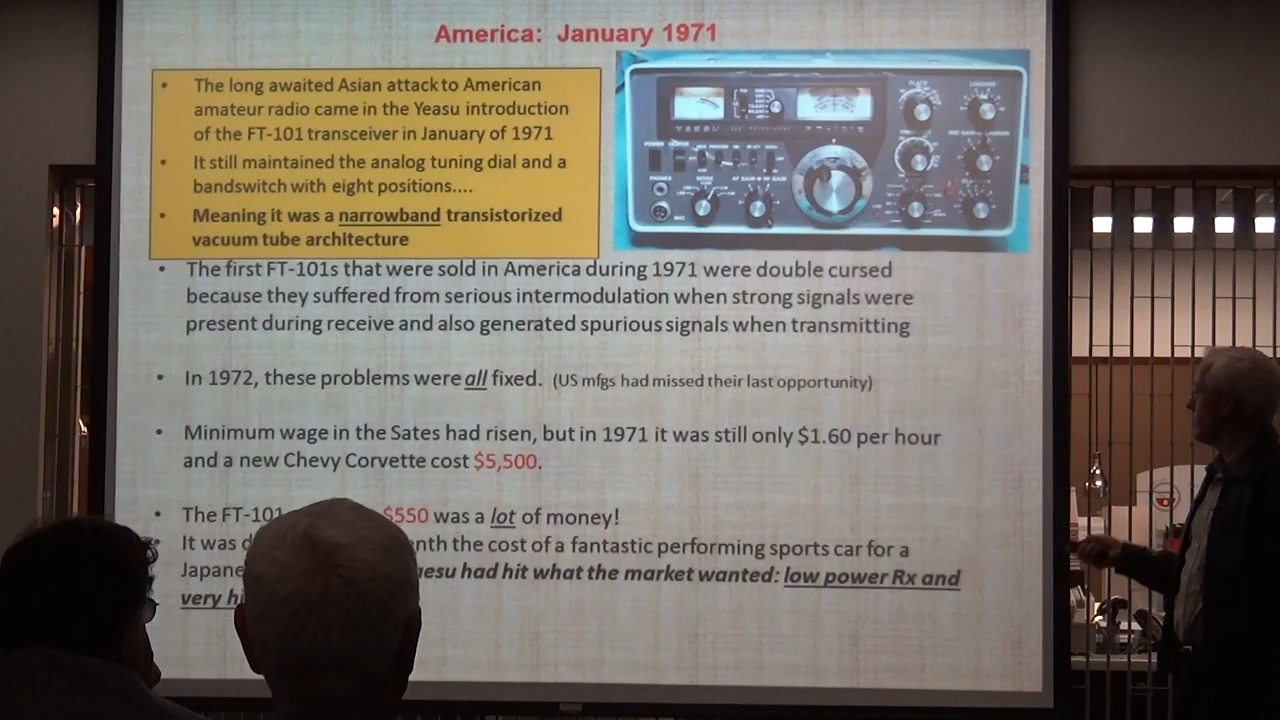 America: January 1971
• The long awaited Asian attack to American
amateur radio came in the Yeasu introduction
of the FT-101 transceiver in January of 1971
• It still maintained the analog tuning dial and a
bandswitch with eight positions....
• Meaning it was a narrowband transistorized
vacuum tube architecture
YAESU
POWER HEATER
PHONES
MIC
PLATE
LOADING
• The first FT-101s that were sold in America during 1971 were double cursed
because they suffered from serious intermodulation when strong signals were
present during receive and also generated spurious signals when transmitting
• In 1972, these problems were all fixed. (US mfgs had missed their last opportunity)
• Minimum wage in the Sates had risen, but in 1971 it was still only $1.60 per hour
and a new Chevy Corvette cost $5,500.
• The FT-101 $550 was a lot of money!
• It was the cost of a fantastic performing sports car for a
had hit what the market wanted: low power Rx and
very